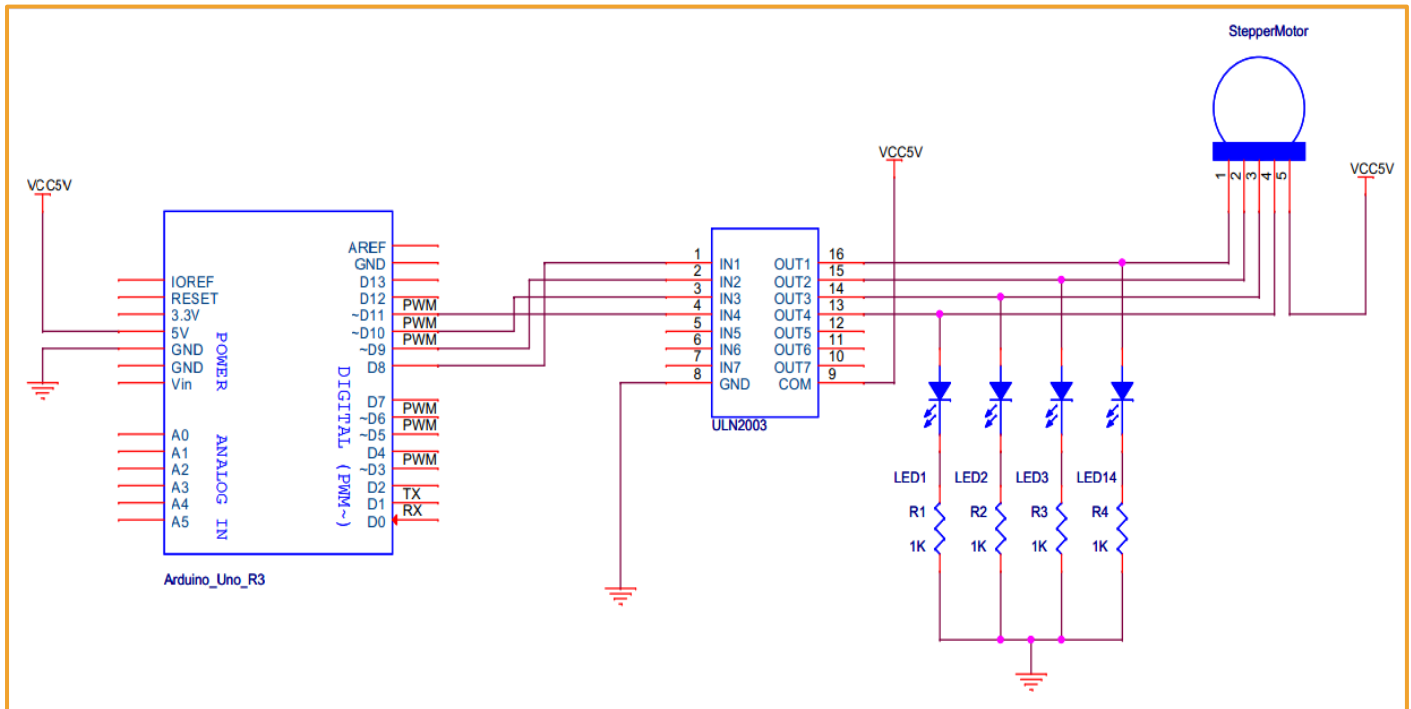 StepperMotor
VCC5V
VCC5V
VCC5V
1
2
3
4
5
AREF
GND
IOREF
D13
RESET
D12
PWM
3.3V
~D11
PWM
5V
~D10
PWM
GND
~D9
GND
D8
Vin
POWER
D7
PWM
~D6
PWM
A0
~D5
A1
D4
PWM
A2
~D3
A3
D2
TX
A4
D1
RX
A5
D0
ANALOG IN
DIGITAL (PWM~)
Arduino_Uno_R3
1 IN1 OUT1 16
2 IN2 OUT2 15
3 IN3 OUT3 14
4 IN4 OUT4 13
5 IN5 OUT5 12
6 IN6 OUT6 11
7 IN7 OUT7 10
8 GND COM 9
ULN2003
LED1 LED2 LED3 LED14
R1 R2 R3 R4
1K 1K 1K 1K